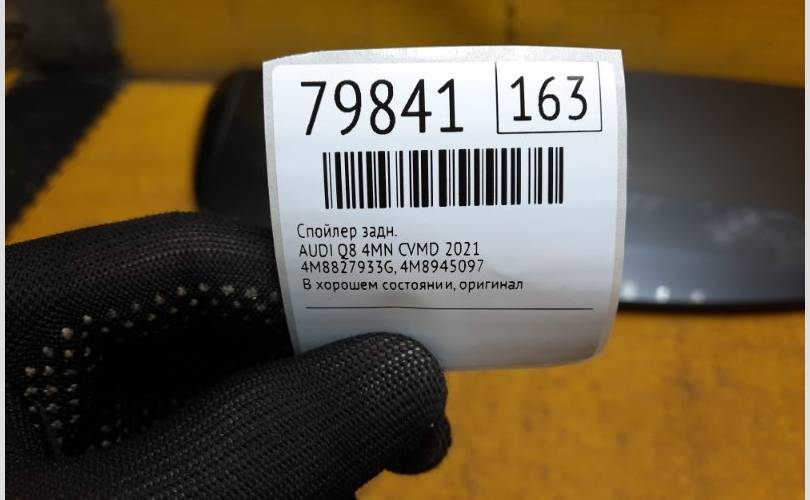 79841 163
Спойлер задн.
AUDI Q8 4MN CVMD 2021
4M8827933G, 4M8945097
В хорошем состоянии, оригинал